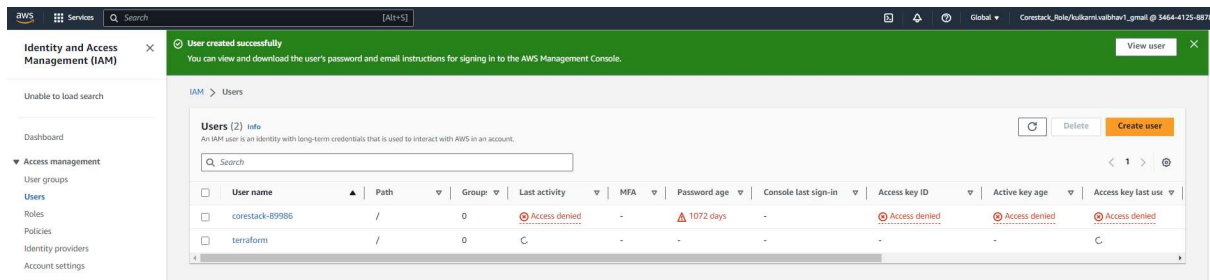 aws Services Search [Alt+S] Global Corestack_Role/kulkarni.vaibhav1_gmail @ 3464-4125-887
Identity and Access Management (IAM)
Unable to load search
Dashboard
Access management
User groups
Users
Roles
Policies
Identity providers
Account settings
User created successfully
You can view and download the user's password and email instructions for signing in to the AWS Management Console.
View user
IAM > Users
Users (2) Info
An IAM user is an identity with long-term credentials that is used to interact with AWS in an account.
Delete Create user
Search
1
User name Path Group: Last activity MFA Password age Console last sign-in Access key ID Active key age Access key last use
corestack-89986 / 0 Access denied - 1072 days - Access denied Access denied Access denied
terraform / 0 - - - - -